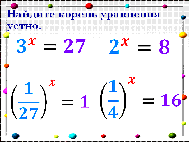 Найдите корень уравнения
устно.
3ˣ = 27 2ˣ = 8
(1/27)ˣ = 1 (1/4)ˣ = 16